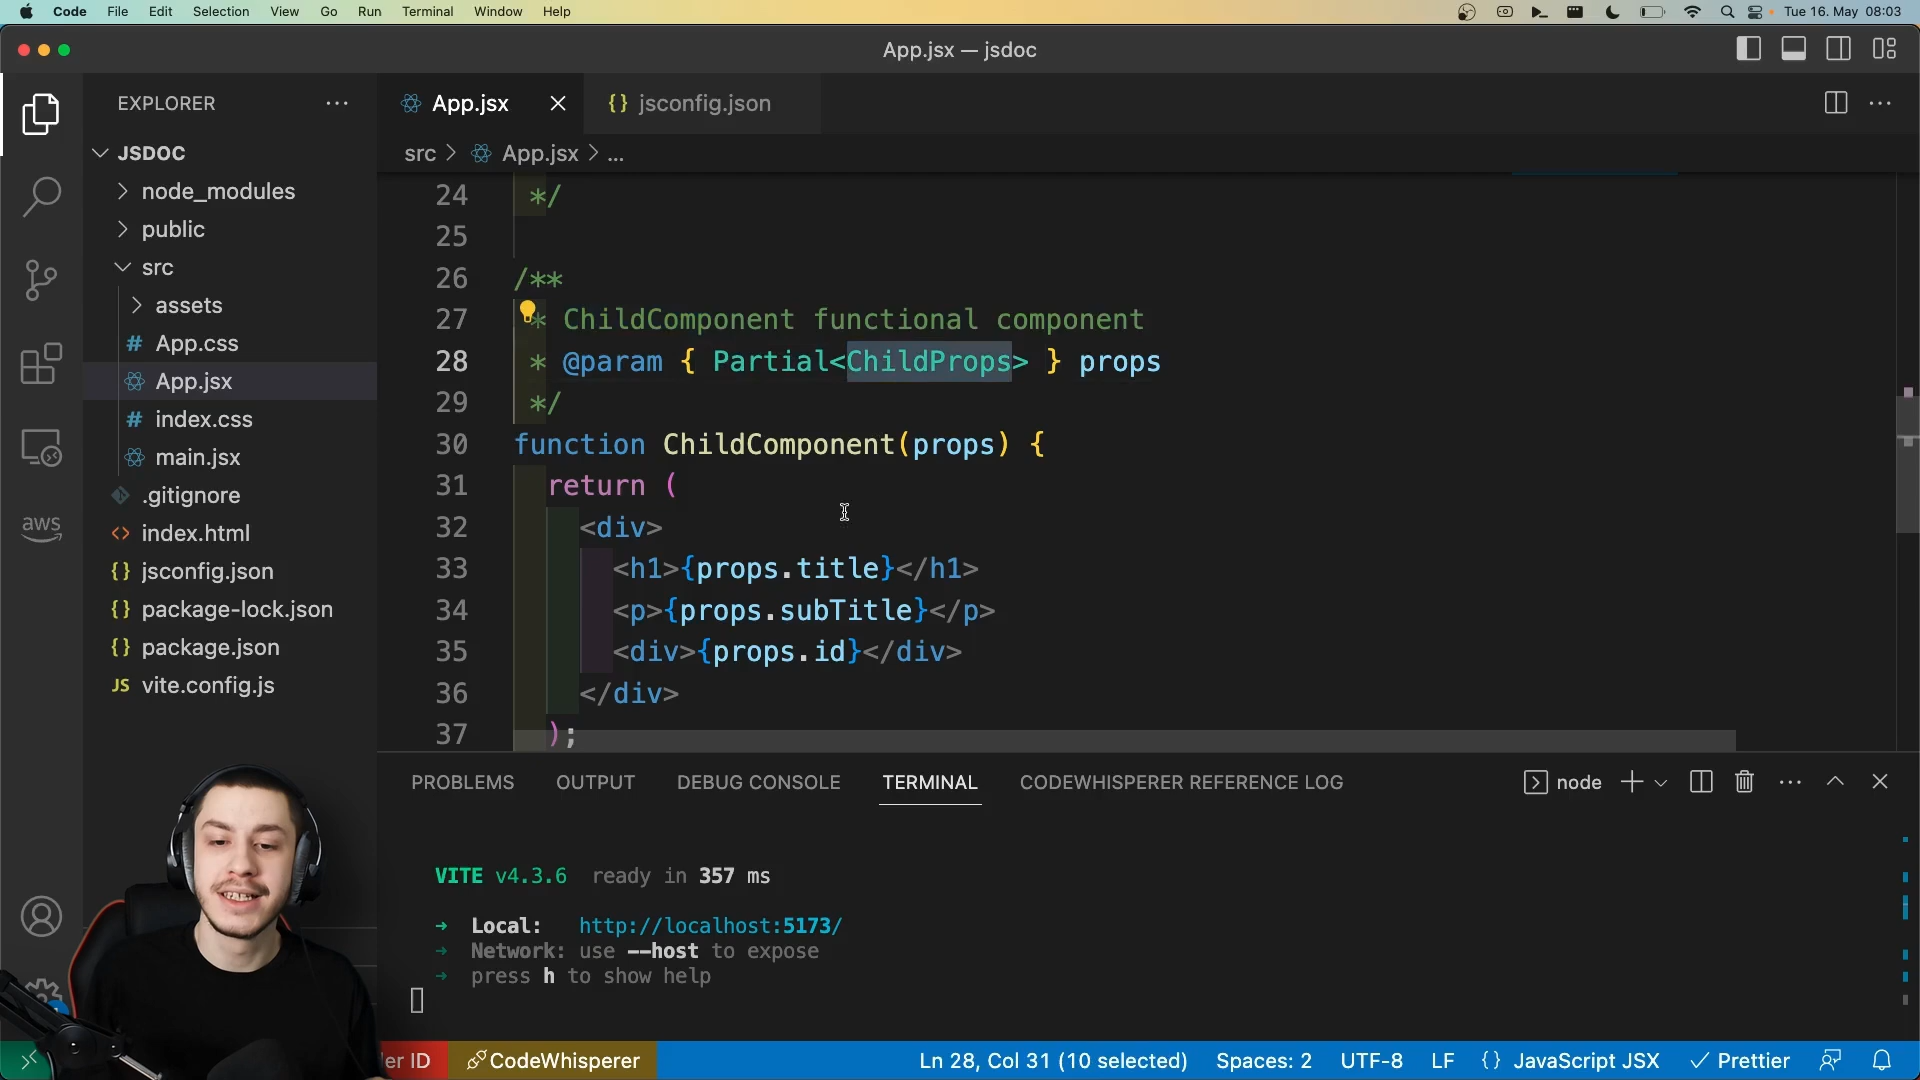 Code File Edit Selection View Go Run Terminal Window Help
Tue 16. May 08:03
App.jsx — jsdoc
EXPLORER
JSDOC
node_modules
public
src
assets
# App.css
App.jsx
# index.css
main.jsx
.gitignore
<> index.html
{} jsconfig.json
{} package-lock.json
{} package.json
JS vite.config.js
aws
App.jsx
{} jsconfig.json
src > App.jsx > ...
24 */
25
26 /**
27 * ChildComponent functional component
28 * @param { Partial<ChildProps> } props
29 */
30 function ChildComponent(props) {
31 return (
32 <div>
33 <h1>{props.title}</h1>
34 <p>{props.subTitle}</p>
35 <div>{props.id}</div>
36 </div>
37 );
PROBLEMS OUTPUT DEBUG CONSOLE TERMINAL CODEWHISPERER REFERENCE LOG
node
VITE v4.3.6 ready in 357 ms
➜ Local: http://localhost:5173/
➜ Network: use --host to expose
➜ press h to show help
er ID CodeWhisperer Ln 28, Col 31 (10 selected) Spaces: 2 UTF-8 LF {} JavaScript JSX ✓ Prettier